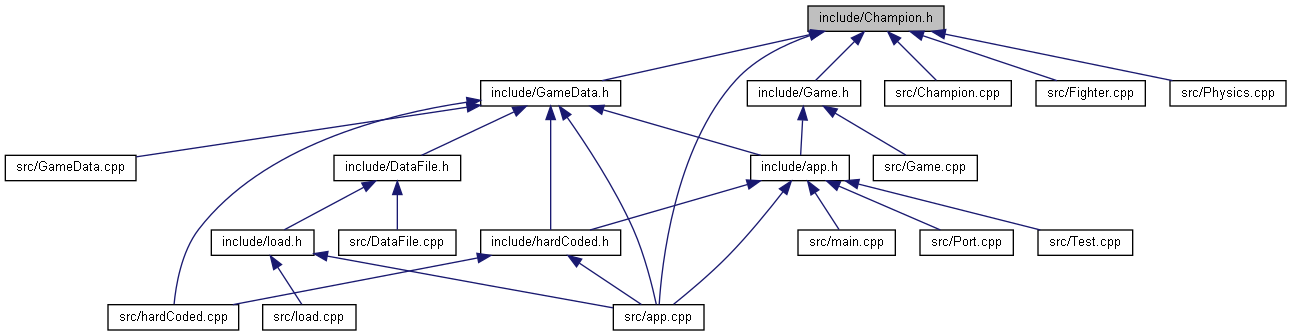 include/Champion.h
include/GameData.h
include/Game.h
src/Champion.cpp
src/Fighter.cpp
src/Physics.cpp
src/GameData.cpp
include/DataFile.h
include/app.h
src/Game.cpp
include/load.h
src/DataFile.cpp
include/hardCoded.h
src/main.cpp
src/Port.cpp
src/Test.cpp
src/hardCoded.cpp
src/load.cpp
src/app.cpp